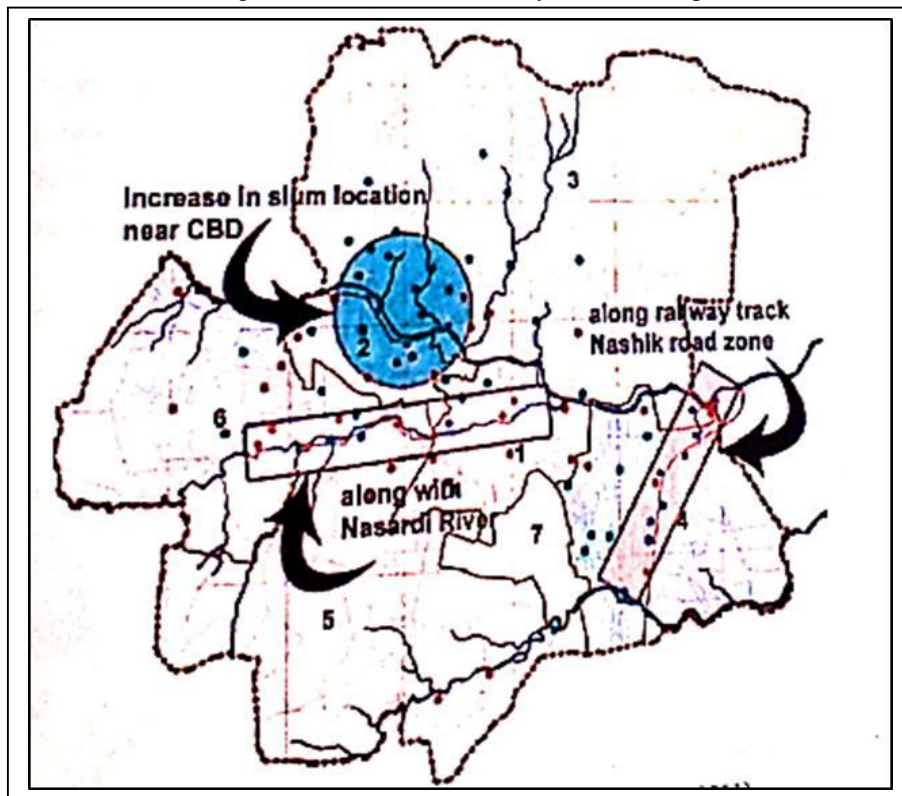 3
Increase in slum location
near CBD
along railway track
Nashik road zone
2
6
1
along with
Nasardi River
4
7
5